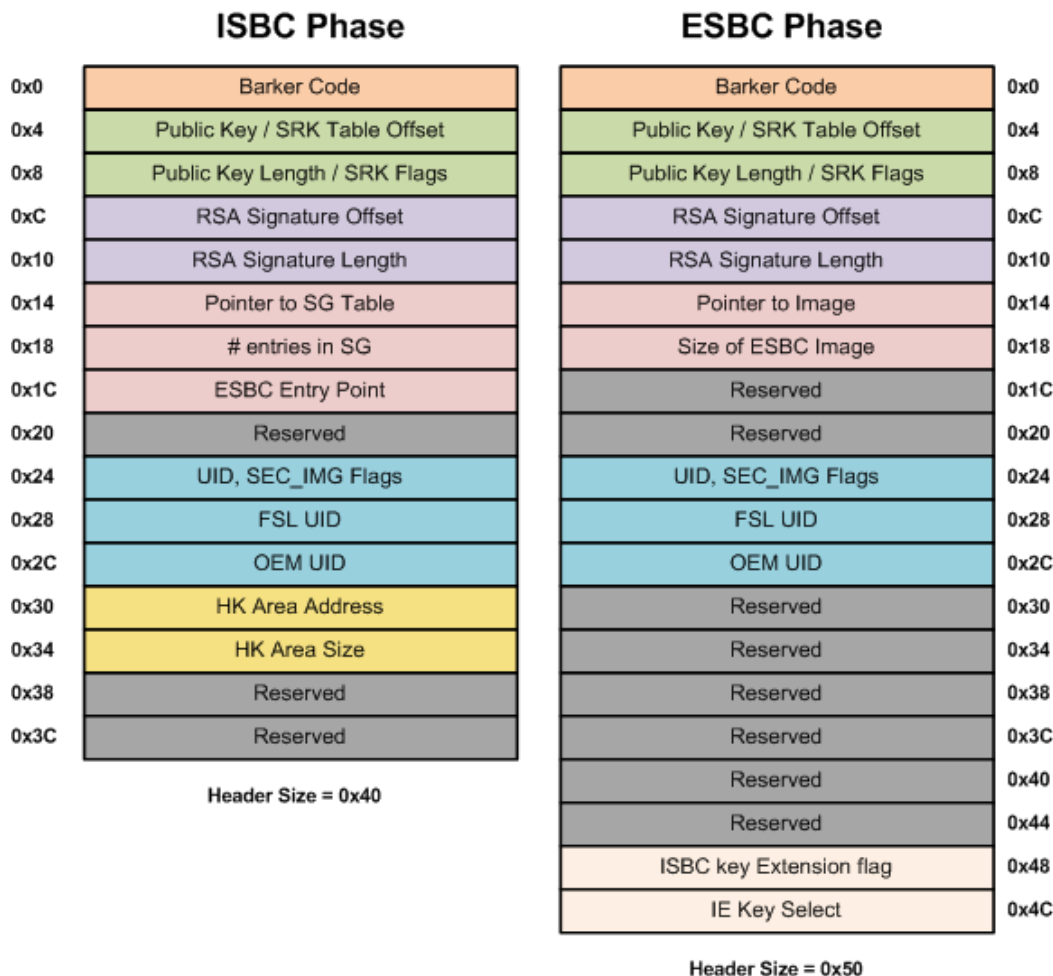 ISBC Phase
0x0 Barker Code
0x4 Public Key / SRK Table Offset
0x8 Public Key Length / SRK Flags
0xC RSA Signature Offset
0x10 RSA Signature Length
0x14 Pointer to SG Table
0x18 # entries in SG
0x1C ESBC Entry Point
0x20 Reserved
0x24 UID, SEC_IMG Flags
0x28 FSL UID
0x2C OEM UID
0x30 HK Area Address
0x34 HK Area Size
0x38 Reserved
0x3C Reserved
Header Size = 0x40
ESBC Phase
Barker Code 0x0
Public Key / SRK Table Offset 0x4
Public Key Length / SRK Flags 0x8
RSA Signature Offset 0xC
RSA Signature Length 0x10
Pointer to Image 0x14
Size of ESBC Image 0x18
Reserved 0x1C
Reserved 0x20
UID, SEC_IMG Flags 0x24
FSL UID 0x28
OEM UID 0x2C
Reserved 0x30
Reserved 0x34
Reserved 0x38
Reserved 0x3C
Reserved 0x40
Reserved 0x44
ISBC key Extension flag 0x48
IE Key Select 0x4C
Header Size = 0x50